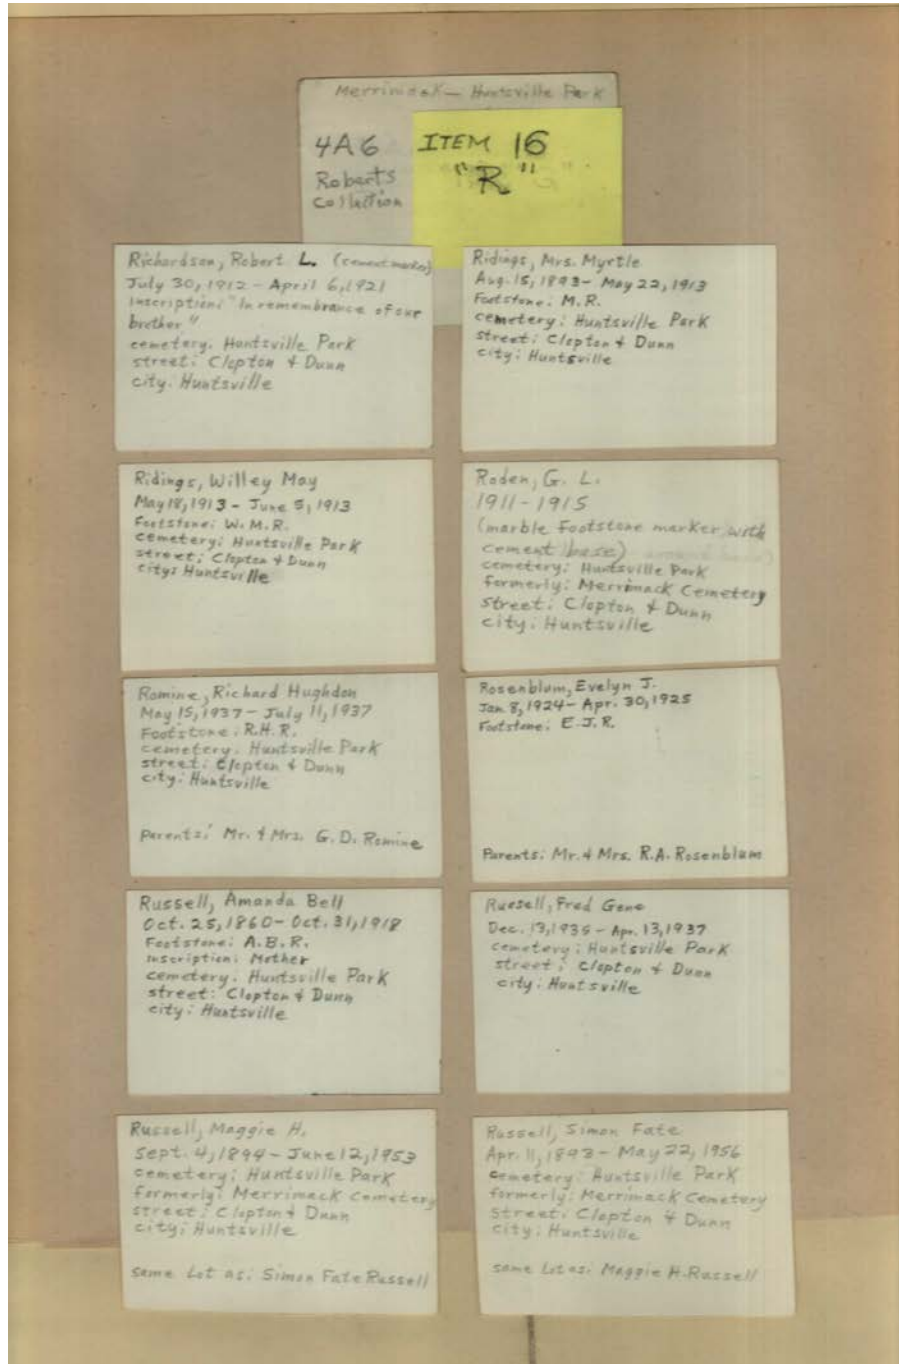 Merrimack - Huntsville Park
4A6
Roberts
Collection
ITEM 16
"R"
Richardson, Robert L. (cement marker)
July 30, 1912 - April 6, 1921
inscription: "In remembrance of our
brother"
cemetery: Huntsville Park
street: Clopton & Dunn
city: Huntsville
Ridings, Mrs. Myrtle
Aug. 15, 1893 - May 22, 1913
Footstone: M.R.
cemetery: Huntsville Park
street: Clopton & Dunn
city: Huntsville
Ridings, Willey May
May 18, 1913 - June 5, 1913
Footstone: W.M.R.
cemetery: Huntsville Park
street: Clopton & Dunn
city: Huntsville
Roden, G. L.
1911 - 1915
(marble footstone marker with
cement base)
cemetery: Huntsville Park
formerly: Merrimack Cemetery
street: Clopton & Dunn
city: Huntsville
Romine, Richard Hughdon
May 15, 1937 - July 11, 1937
Footstone: R.H.R.
cemetery: Huntsville Park
street: Clopton & Dunn
city: Huntsville
Parents: Mr. & Mrs. G.D. Romine
Rosenblum, Evelyn J.
Jan. 8, 1924 - Apr. 30, 1925
Footstone: E.J.R.
Parents: Mr. & Mrs. R.A. Rosenblum
Russell, Amanda Bell
Oct. 25, 1860 - Oct. 31, 1918
Footstone: A.B.R.
inscription: Mother
cemetery: Huntsville Park
street: Clopton & Dunn
city: Huntsville
Russell, Fred Gene
Dec. 13, 1935 - Apr. 13, 1937
cemetery: Huntsville Park
street: Clopton & Dunn
city: Huntsville
Russell, Maggie H.
Sept. 4, 1894 - June 12, 1953
cemetery: Huntsville Park
formerly: Merrimack Cemetery
street: Clopton & Dunn
city: Huntsville
same Lot as: Simon Fate Russell
Russell, Simon Fate
Apr. 11, 1893 - May 22, 1956
cemetery: Huntsville Park
formerly: Merrimack Cemetery
street: Clopton & Dunn
city: Huntsville
same Lot as: Maggie H. Russell